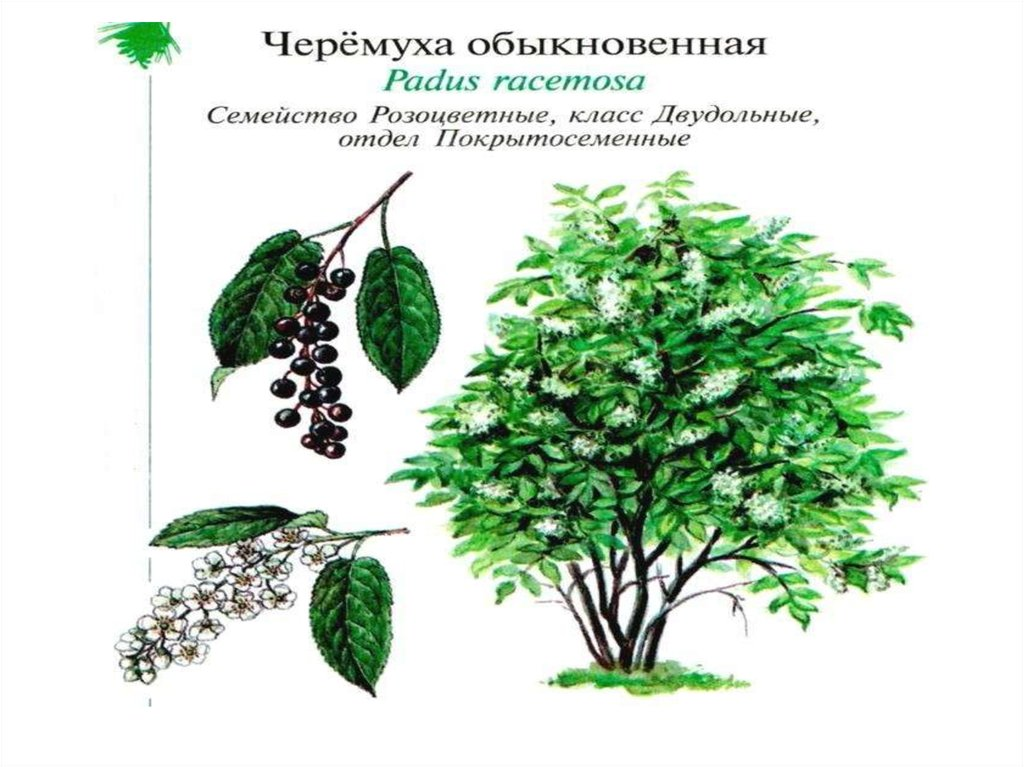 Черёмуха обыкновенная
Padus racemosa
Семейство Розоцветные, класс Двудольные,
отдел Покрытосеменные